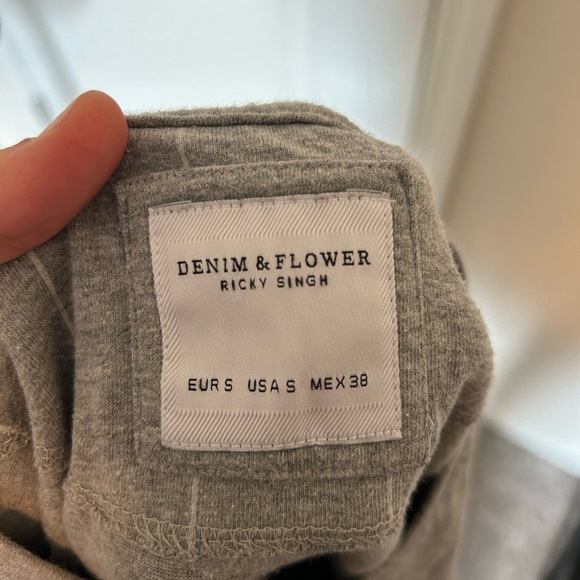 DENIM & FLOWER
RICKY SINGH
EUR S USA S MEX 38